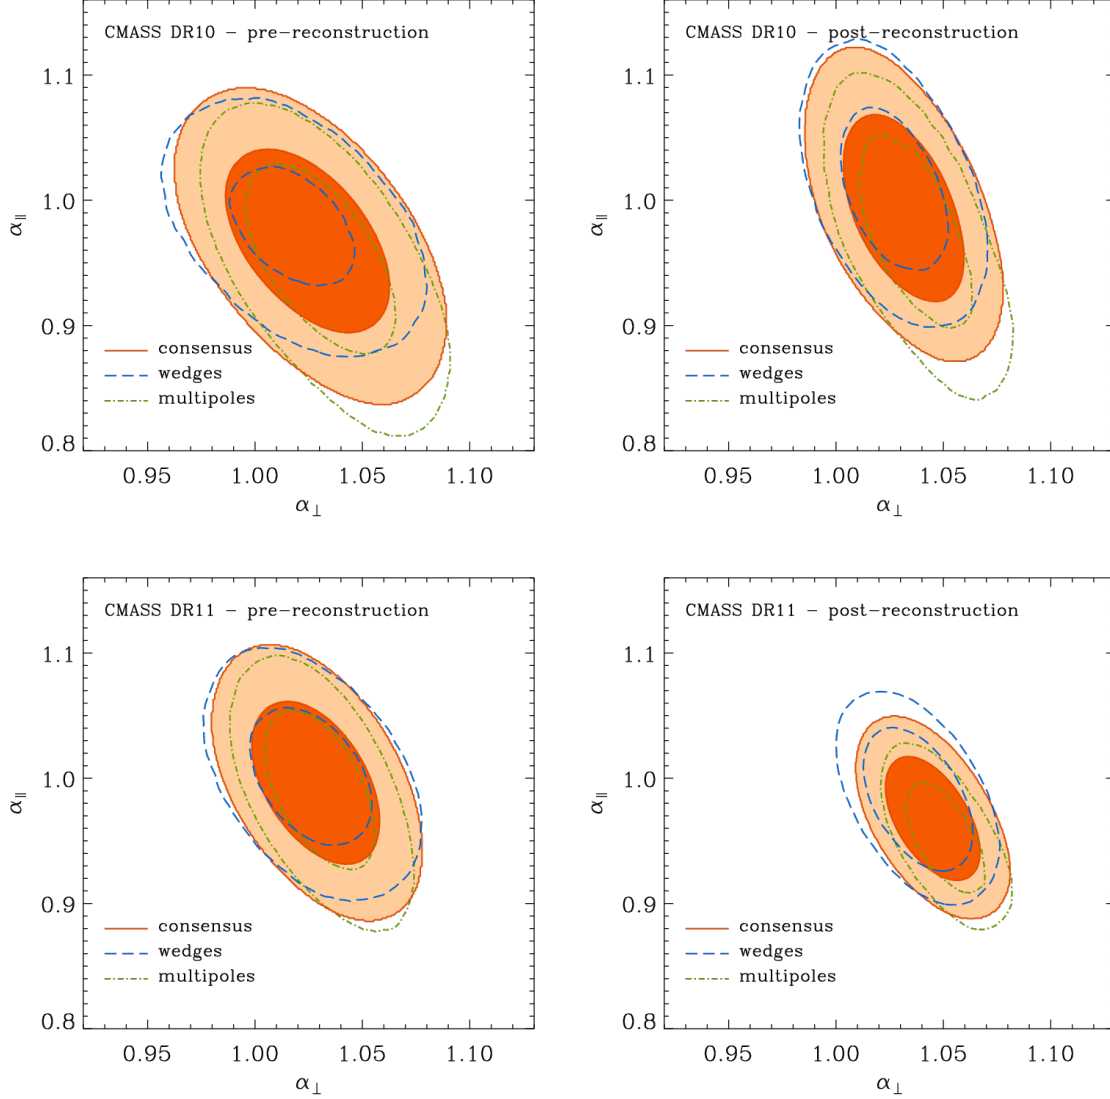 CMASS DR10 – pre–reconstruction
1.1
1.0
0.9
0.8
α∥
consensus
wedges
multipoles
0.95 1.00 1.05 1.10
α⊥
CMASS DR10 – post–reconstruction
1.1
1.0
0.9
0.8
α∥
consensus
wedges
multipoles
0.95 1.00 1.05 1.10
α⊥
CMASS DR11 – pre–reconstruction
1.1
1.0
0.9
0.8
α∥
consensus
wedges
multipoles
0.95 1.00 1.05 1.10
α⊥
CMASS DR11 – post–reconstruction
1.1
1.0
0.9
0.8
α∥
consensus
wedges
multipoles
0.95 1.00 1.05 1.10
α⊥